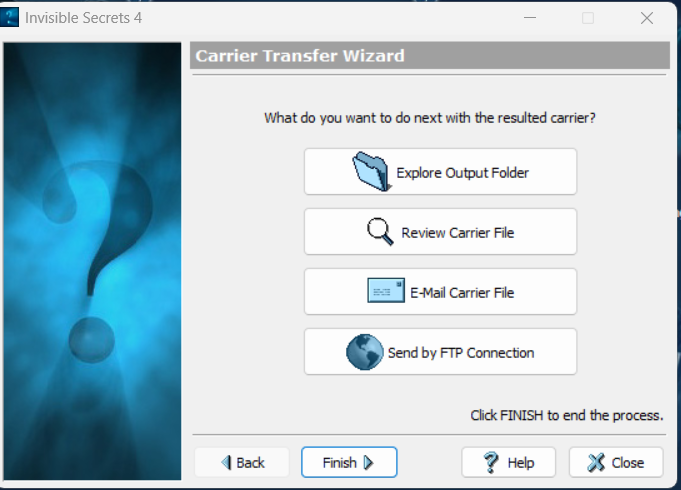 Invisible Secrets 4
Carrier Transfer Wizard
What do you want to do next with the resulted carrier?
Explore Output Folder
Review Carrier File
E-Mail Carrier File
Send by FTP Connection
Click FINISH to end the process.
Back
Finish
Help
Close